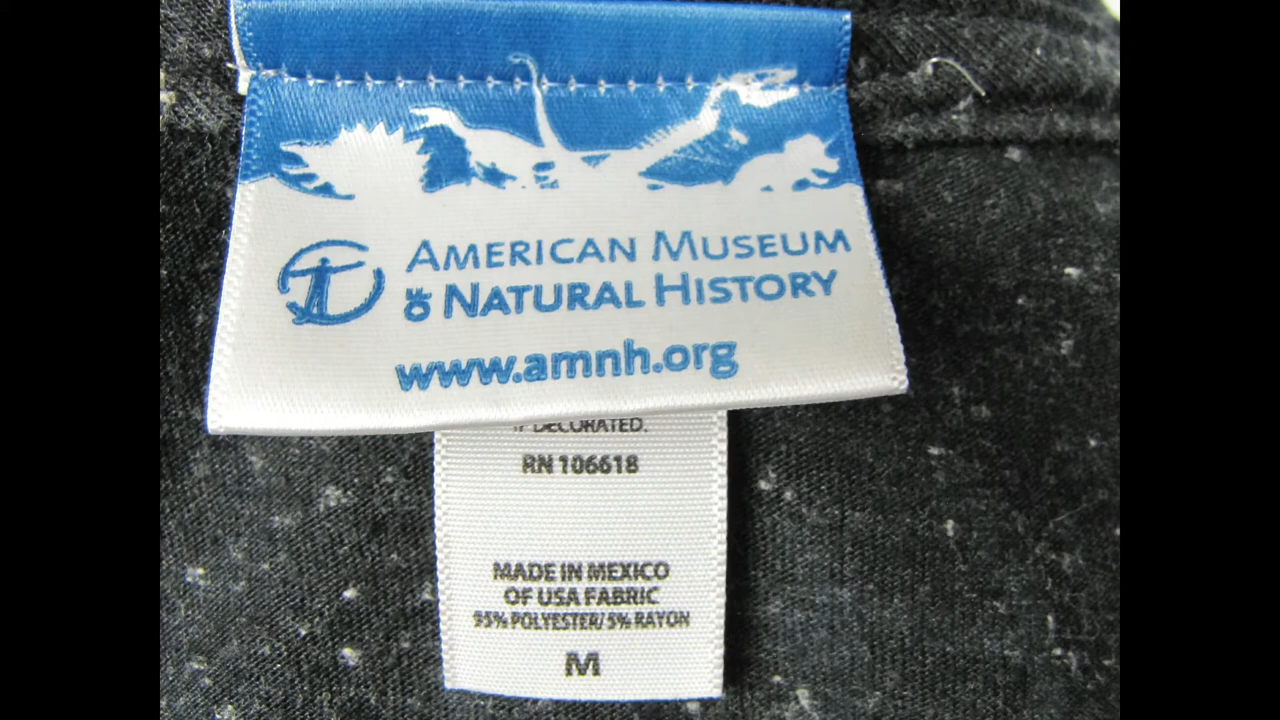 AMERICAN MUSEUM
OF NATURAL HISTORY
www.amnh.org
IF DECORATED.
RN 106618
MADE IN MEXICO
OF USA FABRIC
95% POLYESTER/ 5% RAYON
M